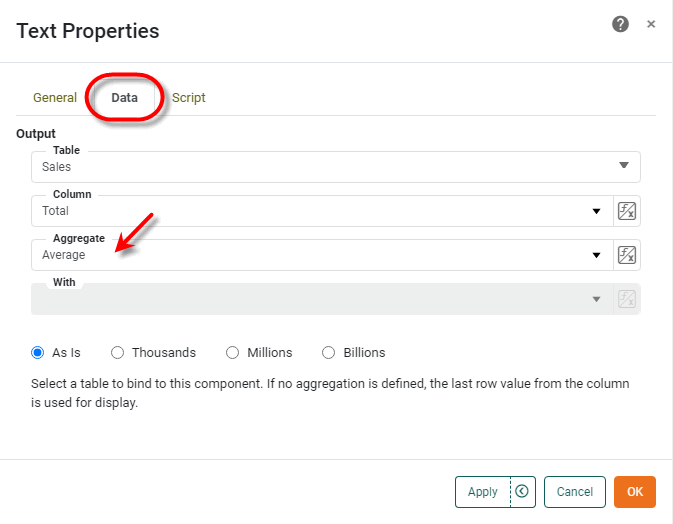 Text Properties
General Data Script
Output
Table
Sales
Column
Total
Aggregate
Average
With
As Is Thousands Millions Billions
Select a table to bind to this component. If no aggregation is defined, the last row value from the column
is used for display.
Apply Cancel OK